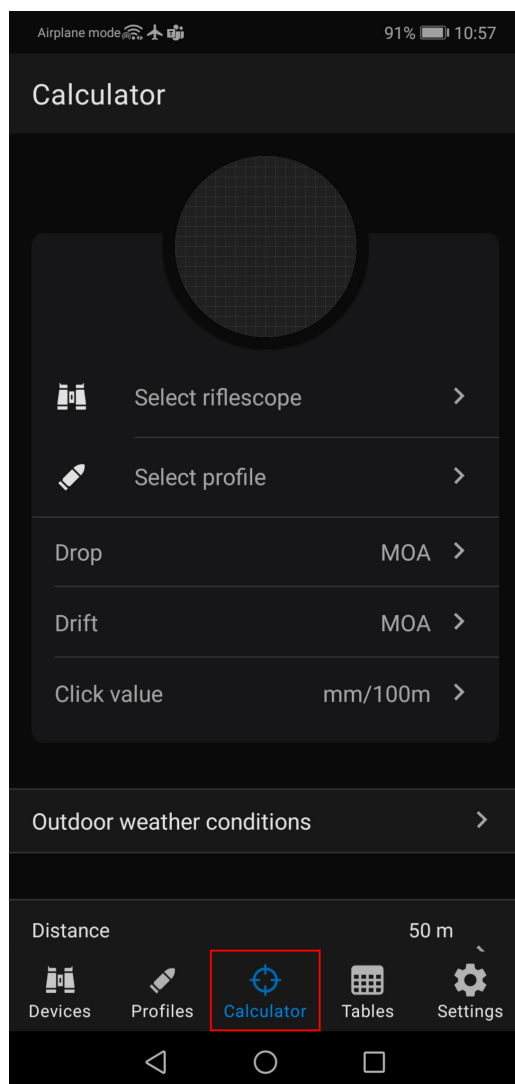 Airplane mode 91% 10:57
Calculator
Select riflescope
Select profile
Drop MOA
Drift MOA
Click value mm/100m
Outdoor weather conditions
Distance 50 m
Devices Profiles Calculator Tables Settings